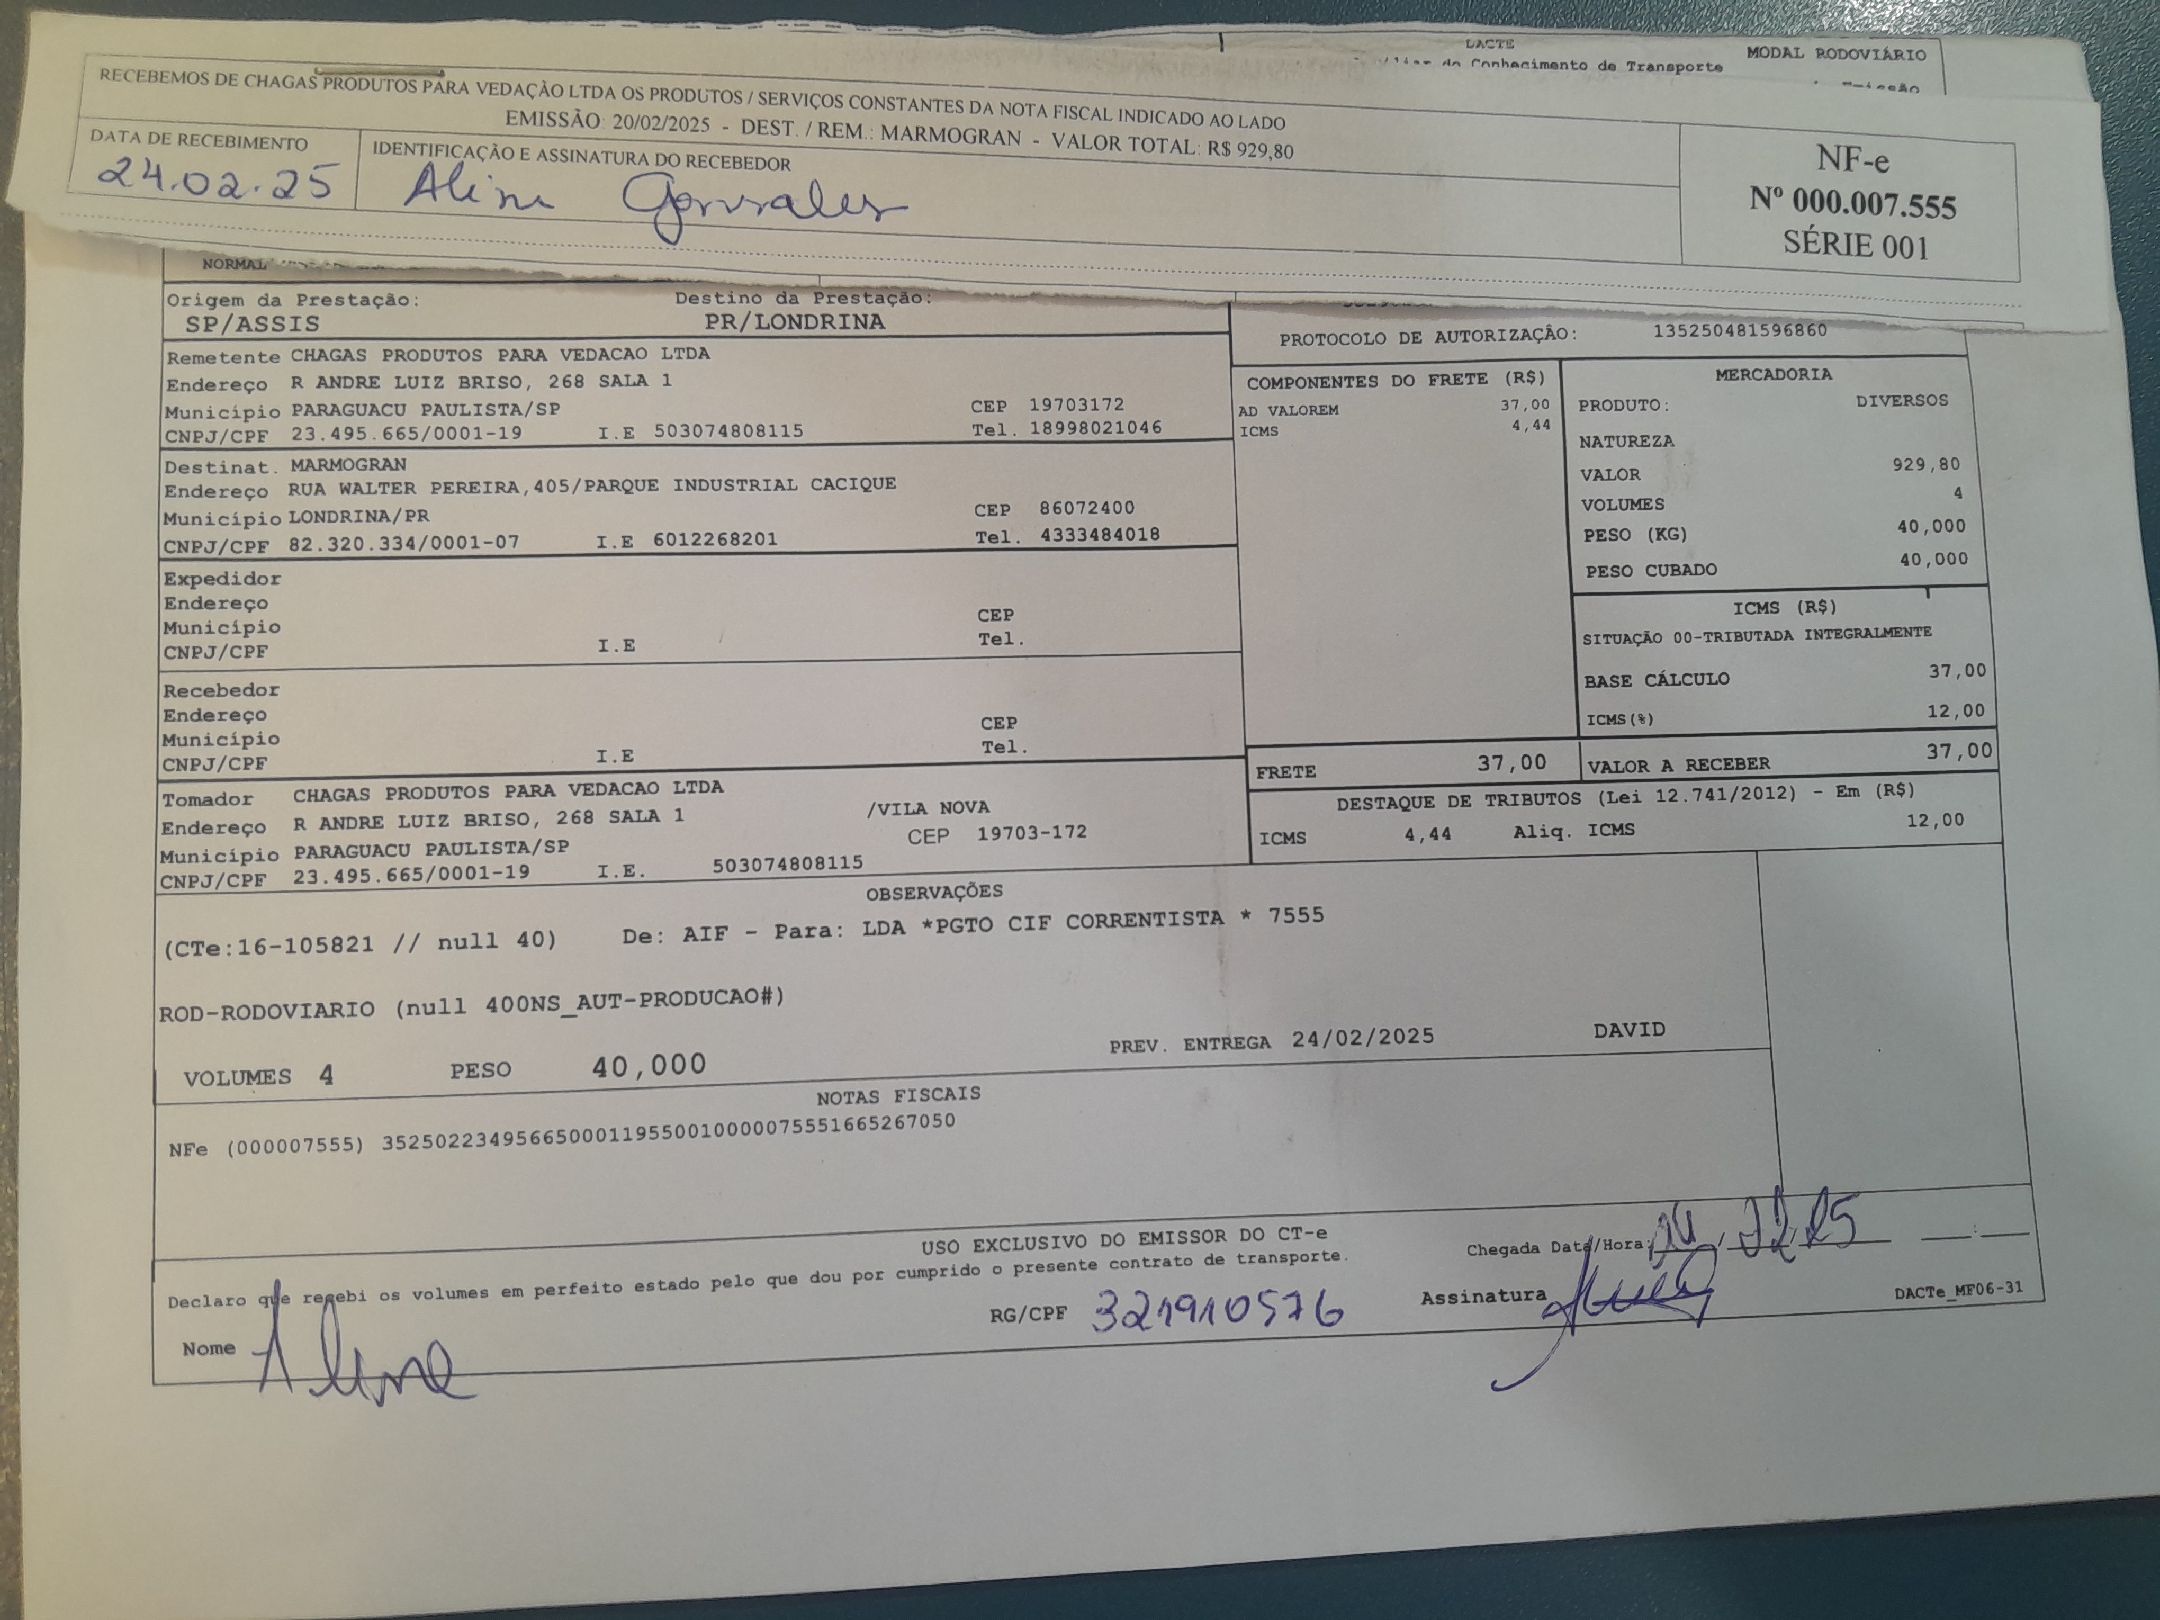 DACTE
MODAL RODOVIÁRIO
do Conhecimento de Transporte
RECEBEMOS DE CHAGAS PRODUTOS PARA VEDAÇÃO LTDA OS PRODUTOS / SERVIÇOS CONSTANTES DA NOTA FISCAL INDICADO AO LADO
EMISSÃO: 20/02/2025 - DEST. / REM.: MARMOGRAN - VALOR TOTAL: R$ 929,80
DATA DE RECEBIMENTO
24.02.25
IDENTIFICAÇÃO E ASSINATURA DO RECEBEDOR
Aline Gonsales
NF-e
Nº 000.007.555
SÉRIE 001
NORMAL
Origem da Prestação: Destino da Prestação:
SP/ASSIS PR/LONDRINA
PROTOCOLO DE AUTORIZAÇÃO: 135250481596860
Remetente CHAGAS PRODUTOS PARA VEDACAO LTDA
Endereço R ANDRE LUIZ BRISO, 268 SALA 1
Município PARAGUACU PAULISTA/SP CEP 19703172
CNPJ/CPF 23.495.665/0001-19 I.E 503074808115 Tel. 18998021046
Destinat. MARMOGRAN
Endereço RUA WALTER PEREIRA,405/PARQUE INDUSTRIAL CACIQUE
Município LONDRINA/PR CEP 86072400
CNPJ/CPF 82.320.334/0001-07 I.E 6012268201 Tel. 4333484018
Expedidor
Endereço
Município CEP
CNPJ/CPF I.E Tel.
Recebedor
Endereço
Município CEP
CNPJ/CPF I.E Tel.
Tomador CHAGAS PRODUTOS PARA VEDACAO LTDA
Endereço R ANDRE LUIZ BRISO, 268 SALA 1 /VILA NOVA
Município PARAGUACU PAULISTA/SP CEP 19703-172
CNPJ/CPF 23.495.665/0001-19 I.E. 503074808115
COMPONENTES DO FRETE (R$)
AD VALOREM 37,00
ICMS 4,44
MERCADORIA
PRODUTO: DIVERSOS
NATUREZA
VALOR 929,80
VOLUMES 4
PESO (KG) 40,000
PESO CUBADO 40,000
ICMS (R$)
SITUAÇÃO 00-TRIBUTADA INTEGRALMENTE
BASE CÁLCULO 37,00
ICMS(%) 12,00
FRETE 37,00 VALOR A RECEBER 37,00
DESTAQUE DE TRIBUTOS (Lei 12.741/2012) - Em (R$)
ICMS 4,44 Aliq. ICMS 12,00
OBSERVAÇÕES
(CTe:16-105821 // null 40) De: AIF - Para: LDA *PGTO CIF CORRENTISTA * 7555
ROD-RODOVIARIO (null 400NS_AUT-PRODUCAO#)
VOLUMES 4 PESO 40,000 PREV. ENTREGA 24/02/2025 DAVID
NOTAS FISCAIS
NFe (000007555) 35250223495665000119550010000075551665267050
USO EXCLUSIVO DO EMISSOR DO CT-e
Declaro que recebi os volumes em perfeito estado pelo que dou por cumprido o presente contrato de transporte.
Chegada Data/Hora:
Nome Aline RG/CPF 321910576 Assinatura
DACTe_MF06-31